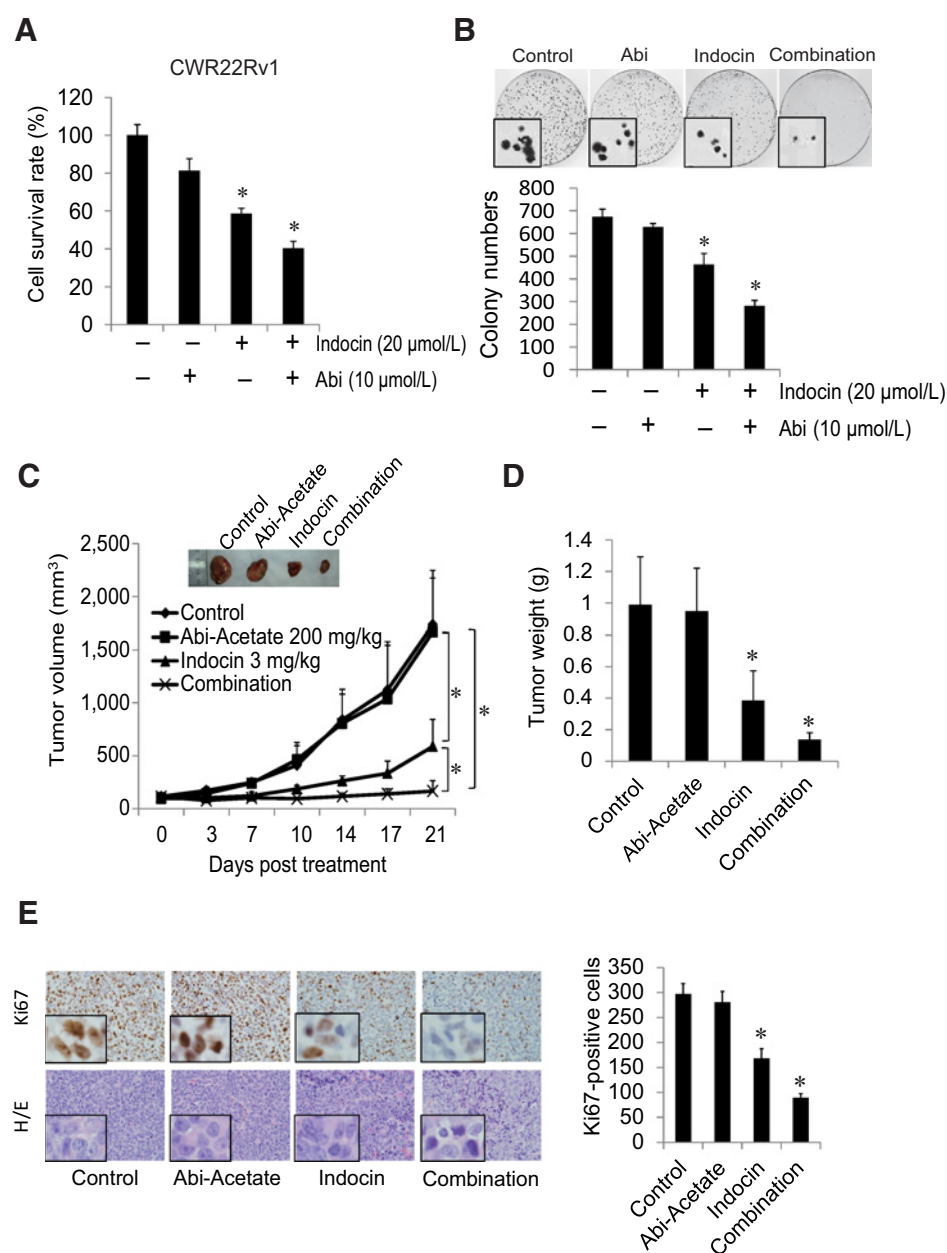 A
CWR22Rv1
Cell survival rate (%)
120
100
80
60
40
20
0
*
*
– – + + Indocin (20 µmol/L)
– + – + Abi (10 µmol/L)
B
Control Abi Indocin Combination
Colony numbers
800
700
600
500
400
300
200
100
0
*
*
– – + + Indocin (20 µmol/L)
– + – + Abi (10 µmol/L)
C
Control
Abi-Acetate
Indocin
Combination
Tumor volume (mm³)
2,500
2,000
1,500
1,000
500
0
Control
Abi-Acetate 200 mg/kg
Indocin 3 mg/kg
Combination
*
*
*
0 3 7 10 14 17 21
Days post treatment
D
Tumor weight (g)
1.4
1.2
1
0.8
0.6
0.4
0.2
0
*
*
Control
Abi-Acetate
Indocin
Combination
E
Ki67
H/E
Control Abi-Acetate Indocin Combination
Ki67-positive cells
350
300
250
200
150
100
50
0
*
*
Control
Abi-Acetate
Indocin
Combination